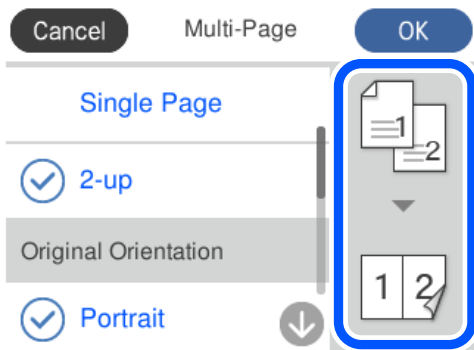 Cancel Multi-Page OK
Single Page
2-up
Original Orientation
Portrait
1
2
1 2